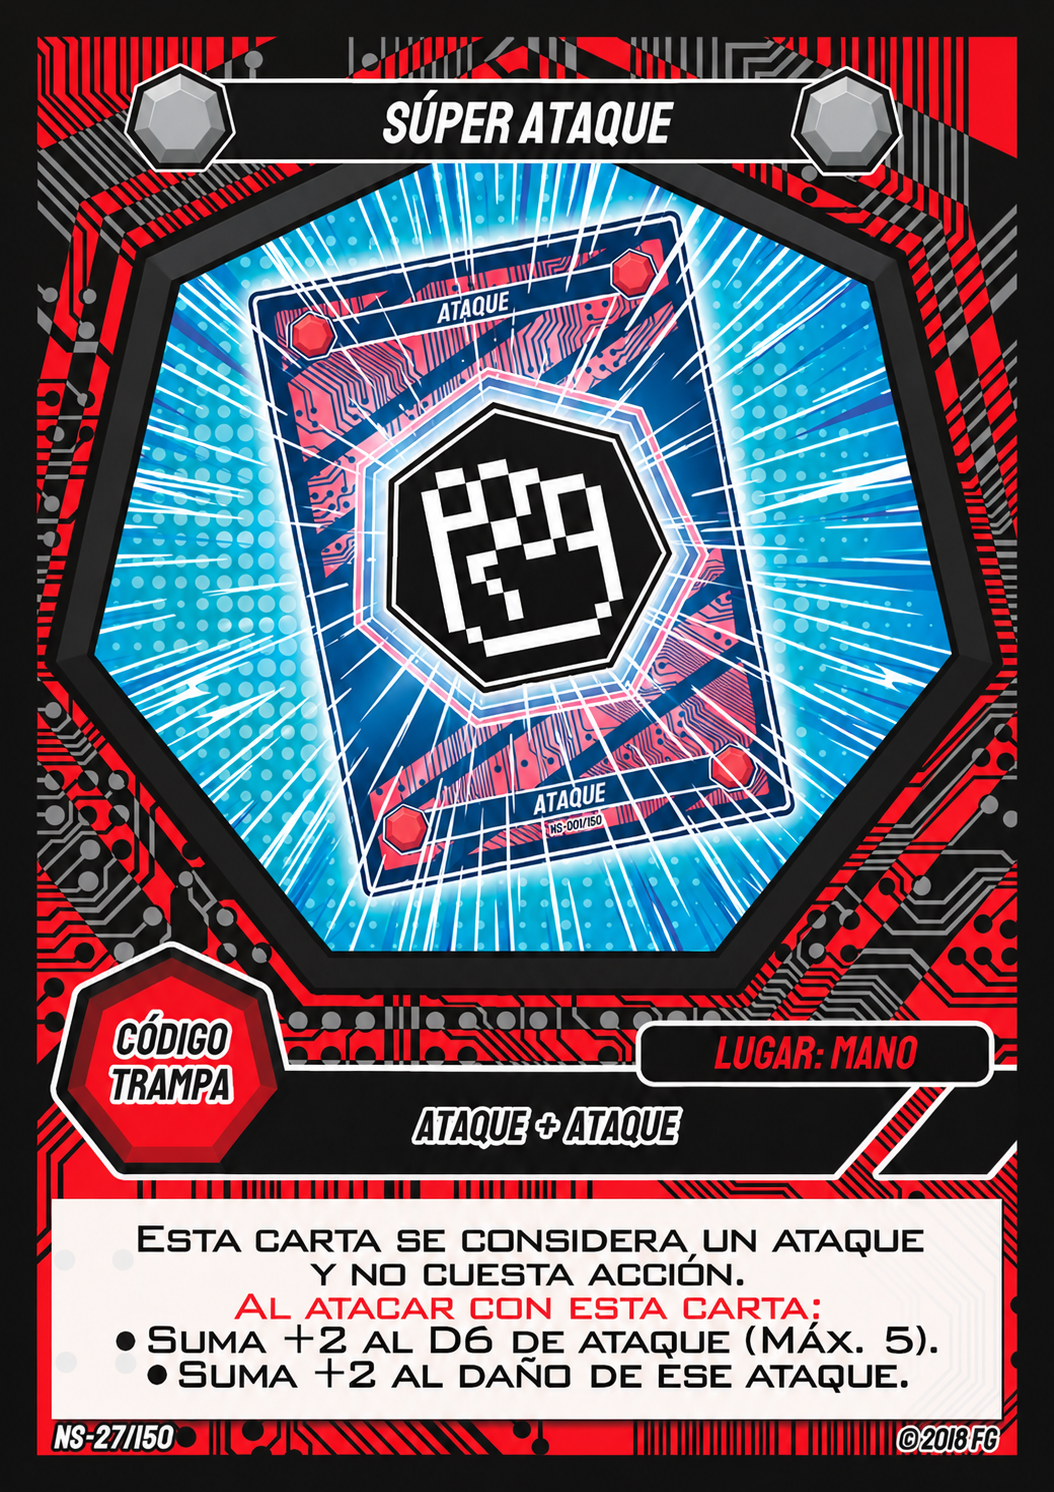 SÚPER ATAQUE
ATAQUE
ATAQUE
NS-001/150
CÓDIGO
TRAMPA
LUGAR: MANO
ATAQUE + ATAQUE
ESTA CARTA SE CONSIDERA UN ATAQUE
Y NO CUESTA ACCIÓN.
AL ATACAR CON ESTA CARTA:
● SUMA +2 AL D6 DE ATAQUE (MÁX. 5).
● SUMA +2 AL DAÑO DE ESE ATAQUE.
NS-27/150
©2018 FG